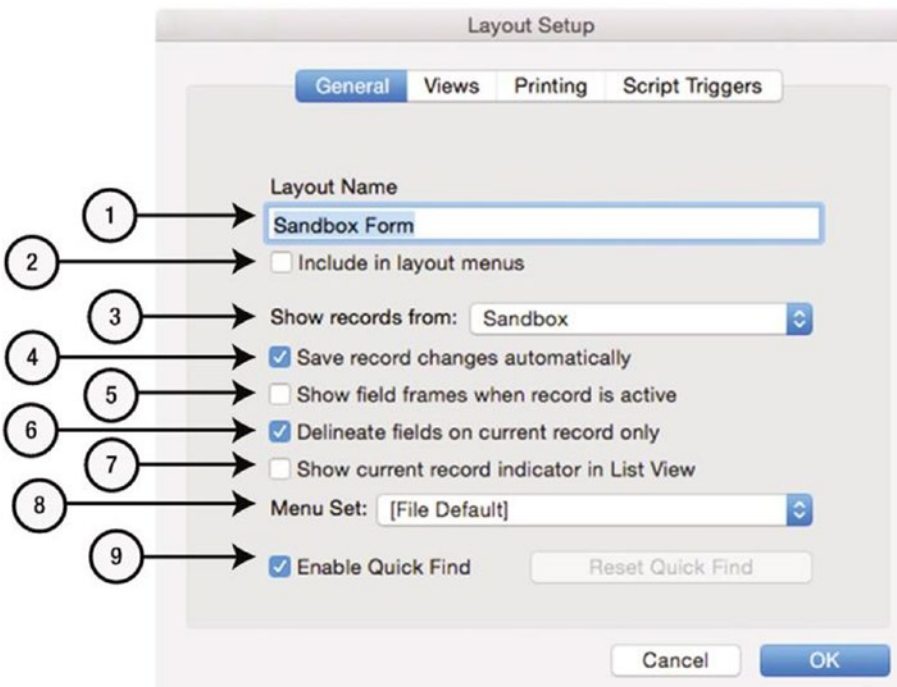 Layout Setup
General Views Printing Script Triggers
Layout Name
1
Sandbox Form
2
Include in layout menus
3
Show records from: Sandbox
4
Save record changes automatically
5
Show field frames when record is active
6
Delineate fields on current record only
7
Show current record indicator in List View
8
Menu Set: [File Default]
9
Enable Quick Find Reset Quick Find
Cancel OK